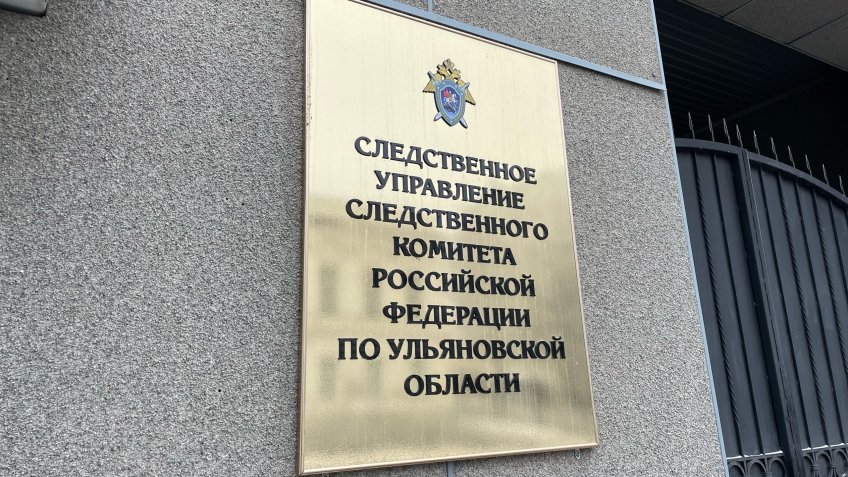 СЛЕДСТВЕННОЕ
УПРАВЛЕНИЕ
СЛЕДСТВЕННОГО
КОМИТЕТА
РОССИЙСКОЙ
ФЕДЕРАЦИИ
ПО УЛЬЯНОВСКОЙ
ОБЛАСТИ